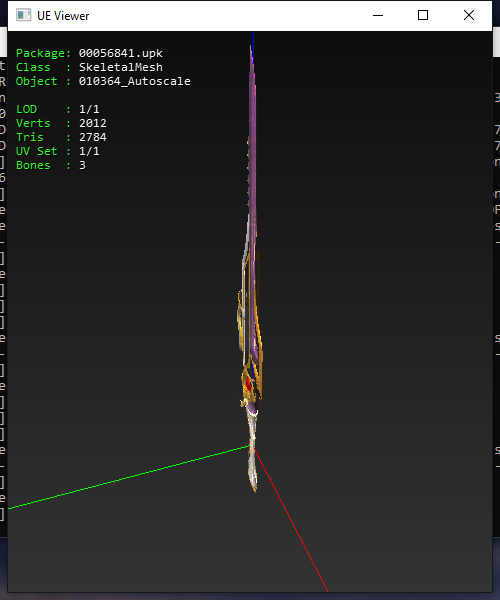 UE Viewer
Package: 00056841.upk
Class  : SkeletalMesh
Object : 010364_Autoscale
LOD    : 1/1
Verts  : 2012
Tris   : 2784
UV Set : 1/1
Bones  : 3